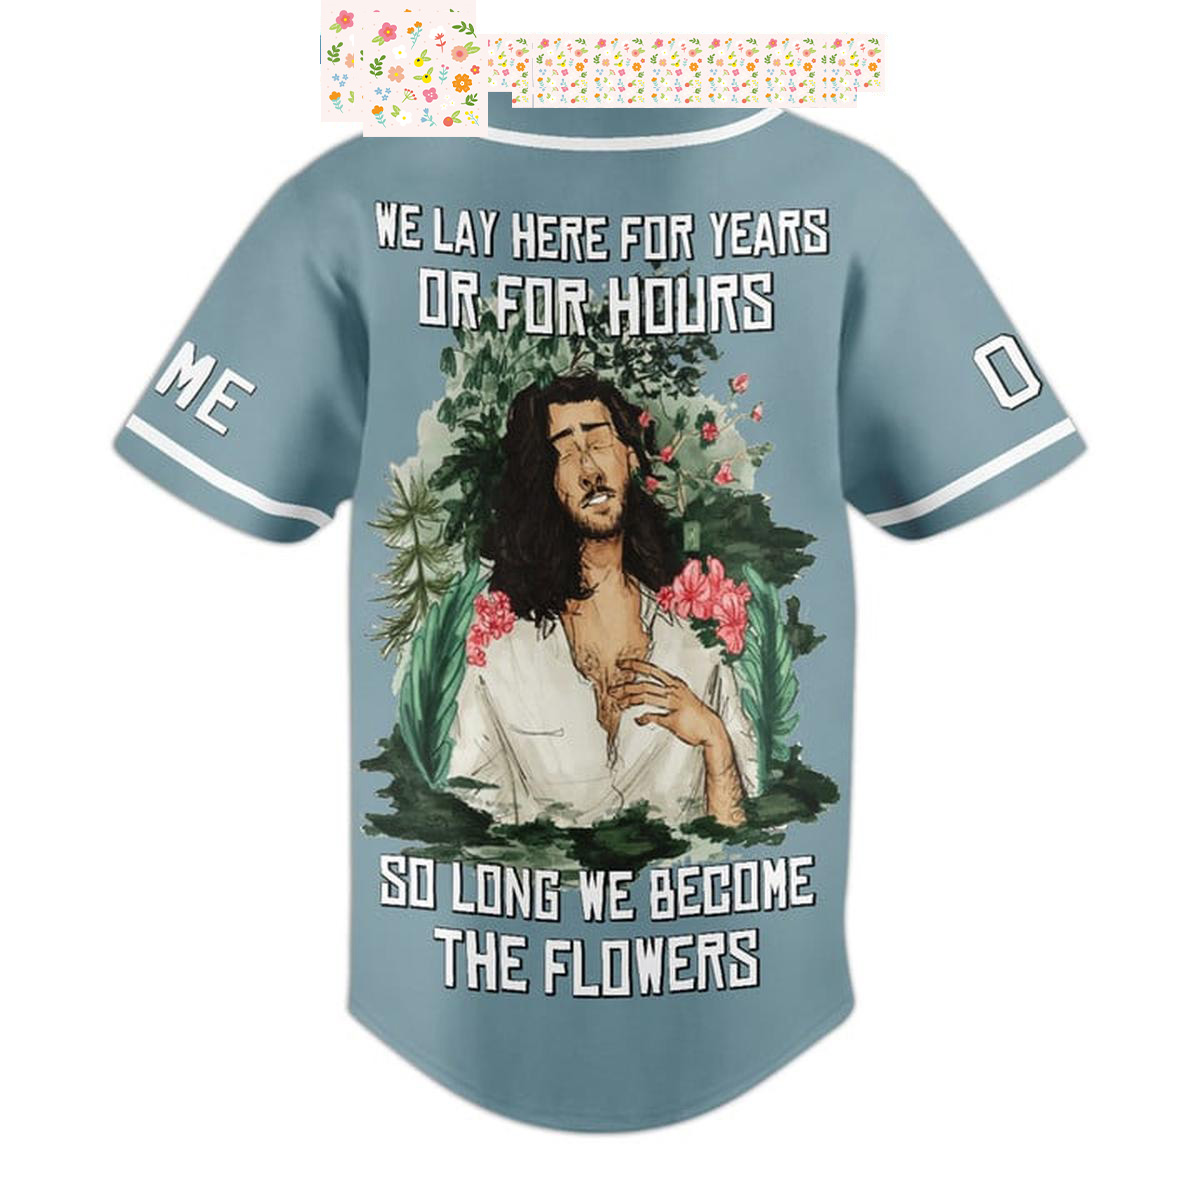 WE LAY HERE FOR YEARS
OR FOR HOURS
ME
O
SO LONG WE BECOME
THE FLOWERS